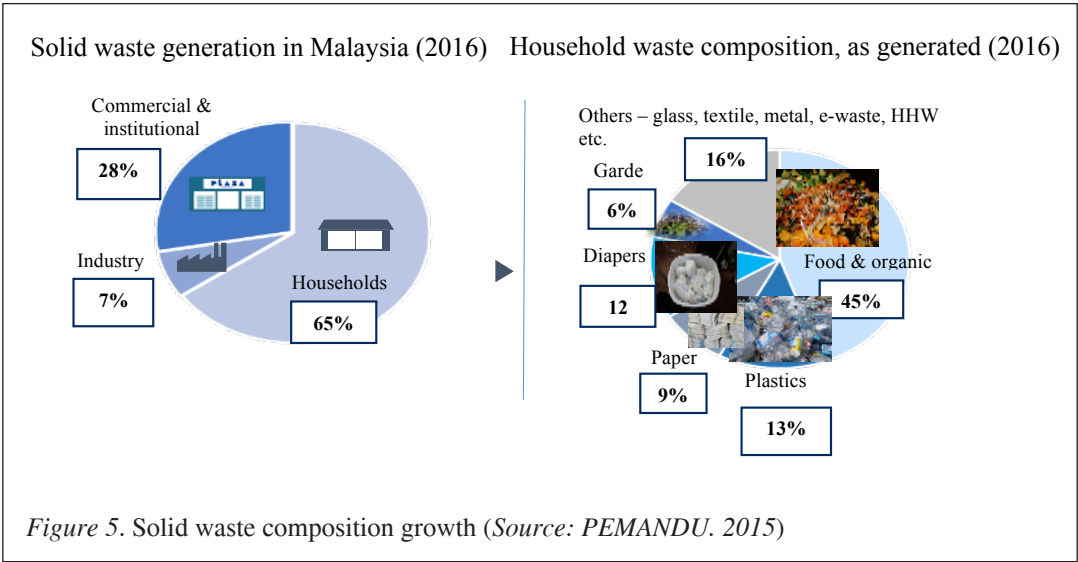 Solid waste generation in Malaysia (2016)
Commercial &
institutional
28%
PLAZA
Industry
7%
Households
65%
Household waste composition, as generated (2016)
Others – glass, textile, metal, e-waste, HHW
etc.
16%
Garde
6%
Diapers
12
Food & organic
45%
Paper
9%
Plastics
13%
Figure 5. Solid waste composition growth (Source: PEMANDU. 2015)